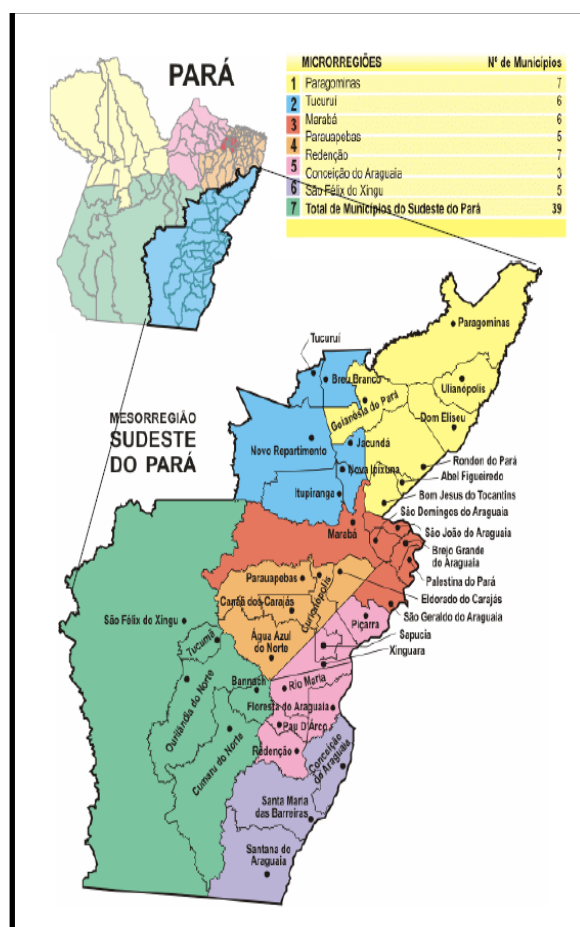 PARÁ
MICRORREGIÕES Nº de Municípios
1 Paragominas 7
2 Tucuruí 6
3 Marabá 6
4 Parauapebas 5
5 Redenção 7
Conceição do Araguaia 3
6 São Félix do Xingu 5
7 Total de Municípios do Sudeste do Pará 39
MESORREGIÃO
SUDESTE
DO PARÁ
Tucuruí
Paragominas
Breu Branco
Ulianópolis
Goianésia do Pará
Dom Eliseu
Novo Repartimento
Jacundá
Rondon do Pará
Nova Ipixuna
Abel Figueiredo
Itupiranga
Bom Jesus do Tocantins
São Domingos do Araguaia
Marabá
São João do Araguaia
Brejo Grande
do Araguaia
Parauapebas
Palestina do Pará
Canaã dos Carajás
Curionópolis
Eldorado do Carajás
São Geraldo do Araguaia
São Félix do Xingu
Piçarra
Água Azul
do Norte
Sapucia
Tucumã
Xinguara
Bannach
Rio Maria
Ourilândia do Norte
Floresta do Araguaia
Pau D'Arco
Cumaru do Norte
Redenção
Conceição
do Araguaia
Santa Maria
das Barreiras
Santana do
Araguaia